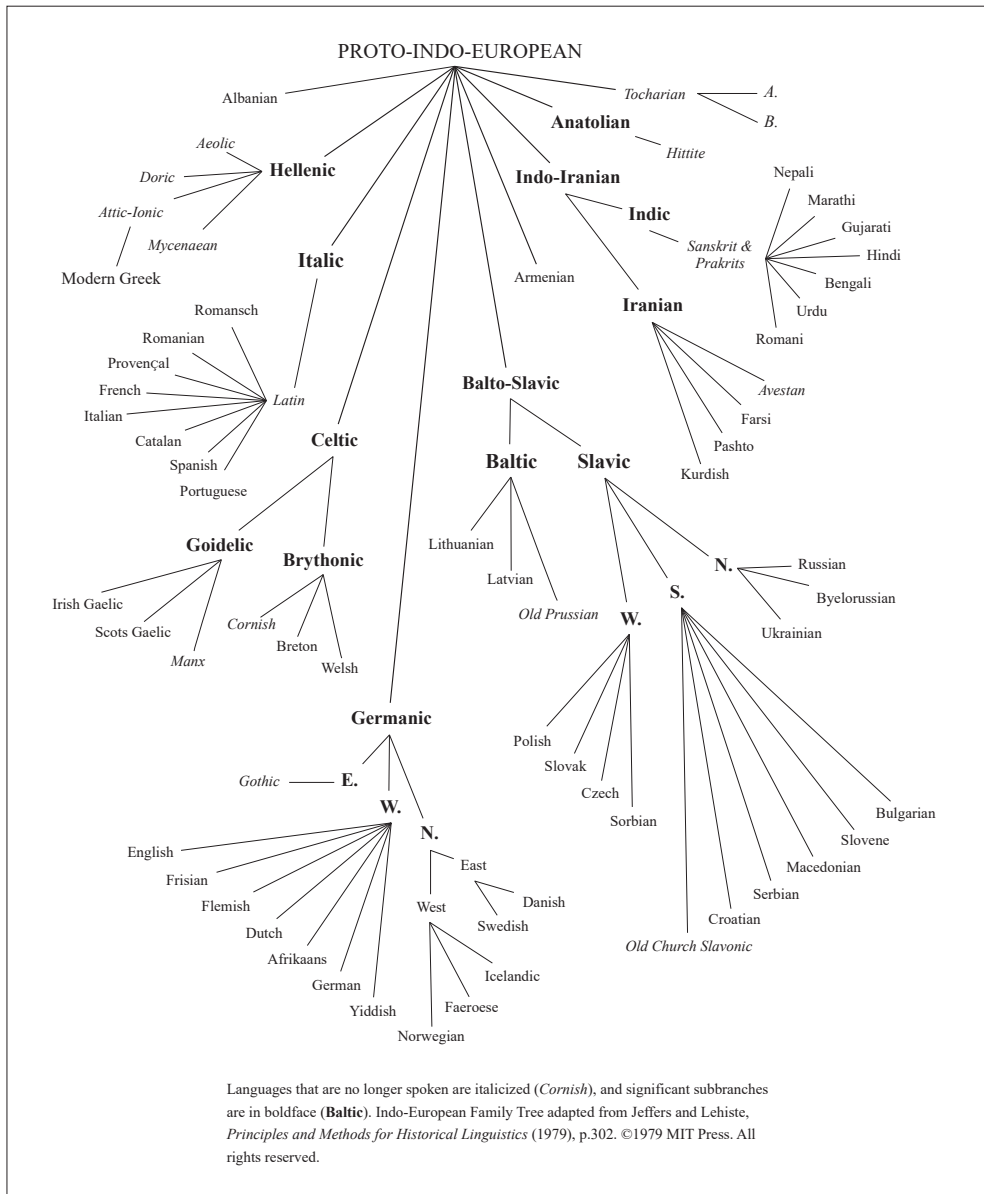 PROTO-INDO-EUROPEAN
Albanian
Tocharian
A.
B.
Anatolian
Hittite
Hellenic
Aeolic
Doric
Attic-Ionic
Mycenaean
Modern Greek
Indo-Iranian
Indic
Sanskrit &
Prakrits
Nepali
Marathi
Gujarati
Hindi
Bengali
Urdu
Romani
Iranian
Avestan
Farsi
Pashto
Kurdish
Armenian
Italic
Latin
Romansch
Romanian
Provençal
French
Italian
Catalan
Spanish
Portuguese
Celtic
Goidelic
Irish Gaelic
Scots Gaelic
Manx
Brythonic
Cornish
Breton
Welsh
Balto-Slavic
Baltic
Lithuanian
Latvian
Old Prussian
Slavic
N.
Russian
Byelorussian
Ukrainian
S.
Bulgarian
Slovene
Macedonian
Serbian
Croatian
Old Church Slavonic
W.
Polish
Slovak
Czech
Sorbian
Germanic
E.
Gothic
W.
English
Frisian
Flemish
Dutch
Afrikaans
German
Yiddish
N.
East
Danish
Swedish
West
Icelandic
Faeroese
Norwegian
Languages that are no longer spoken are italicized (Cornish), and significant subbranches
are in boldface (Baltic). Indo-European Family Tree adapted from Jeffers and Lehiste,
Principles and Methods for Historical Linguistics (1979), p.302. ©1979 MIT Press. All
rights reserved.